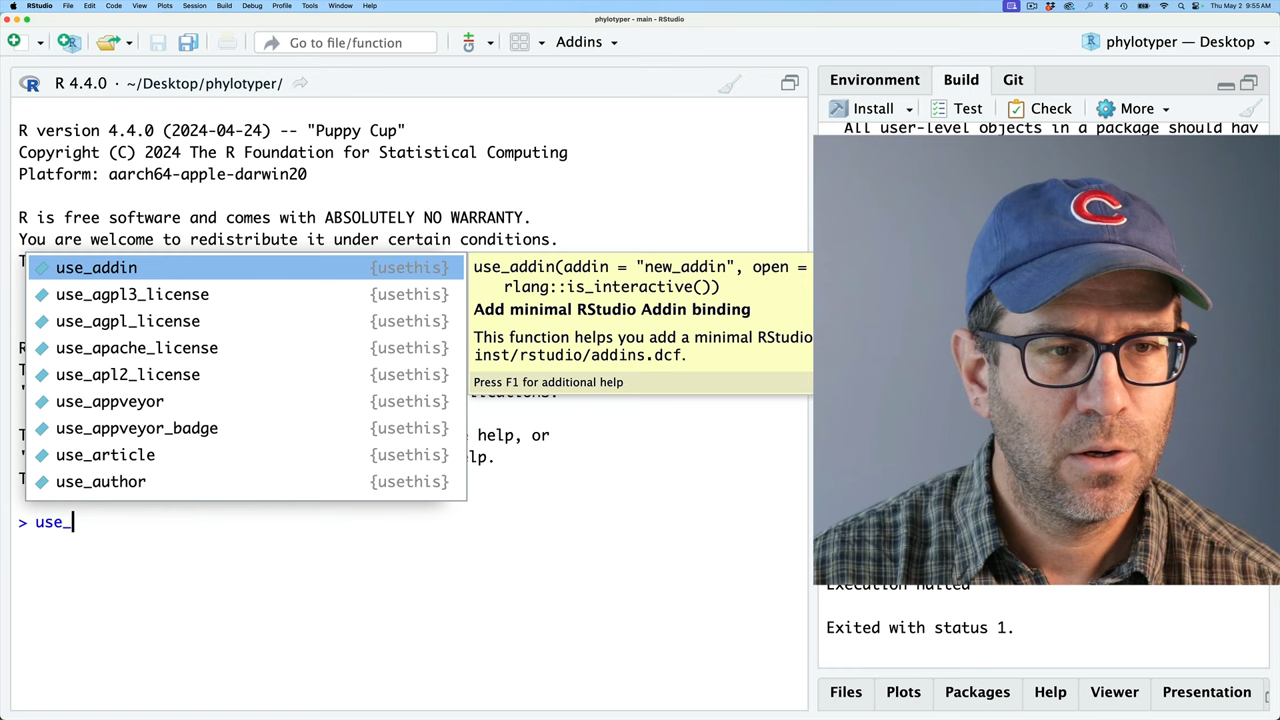 RStudio File Edit Code View Plots Session Build Debug Profile Tools Window Help Thu May 2 9:55 AM
phylotyper - main - RStudio
Go to file/function Addins phylotyper — Desktop
R 4.4.0 · ~/Desktop/phylotyper/
R version 4.4.0 (2024-04-24) -- "Puppy Cup"
Copyright (C) 2024 The R Foundation for Statistical Computing
Platform: aarch64-apple-darwin20
R is free software and comes with ABSOLUTELY NO WARRANTY.
You are welcome to redistribute it under certain conditions.
use_addin {usethis}
use_agpl3_license {usethis}
use_agpl_license {usethis}
use_apache_license {usethis}
use_apl2_license {usethis}
use_appveyor {usethis}
use_appveyor_badge {usethis}
use_article {usethis}
use_author {usethis}
use_addin(addin = "new_addin", open =
rlang::is_interactive())
Add minimal RStudio Addin binding
This function helps you add a minimal RStudio
inst/rstudio/addins.dcf.
Press F1 for additional help
help, or
lp.
> use_
Environment Build Git
Install Test Check More
All user-level objects in a package should hav
Execution halted
Exited with status 1.
Files Plots Packages Help Viewer Presentation